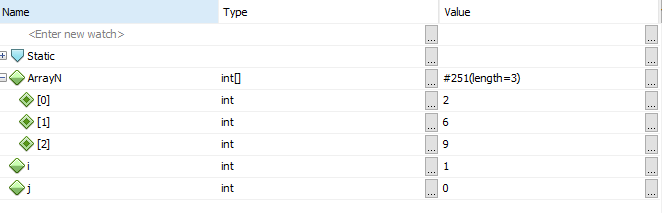 Name Type Value
<Enter new watch> ...
Static ...
ArrayN int[] ... #251(length=3) ...
[0] int ... 2 ...
[1] int ... 6 ...
[2] int ... 9 ...
i int ... 1 ...
j int ... 0 ...